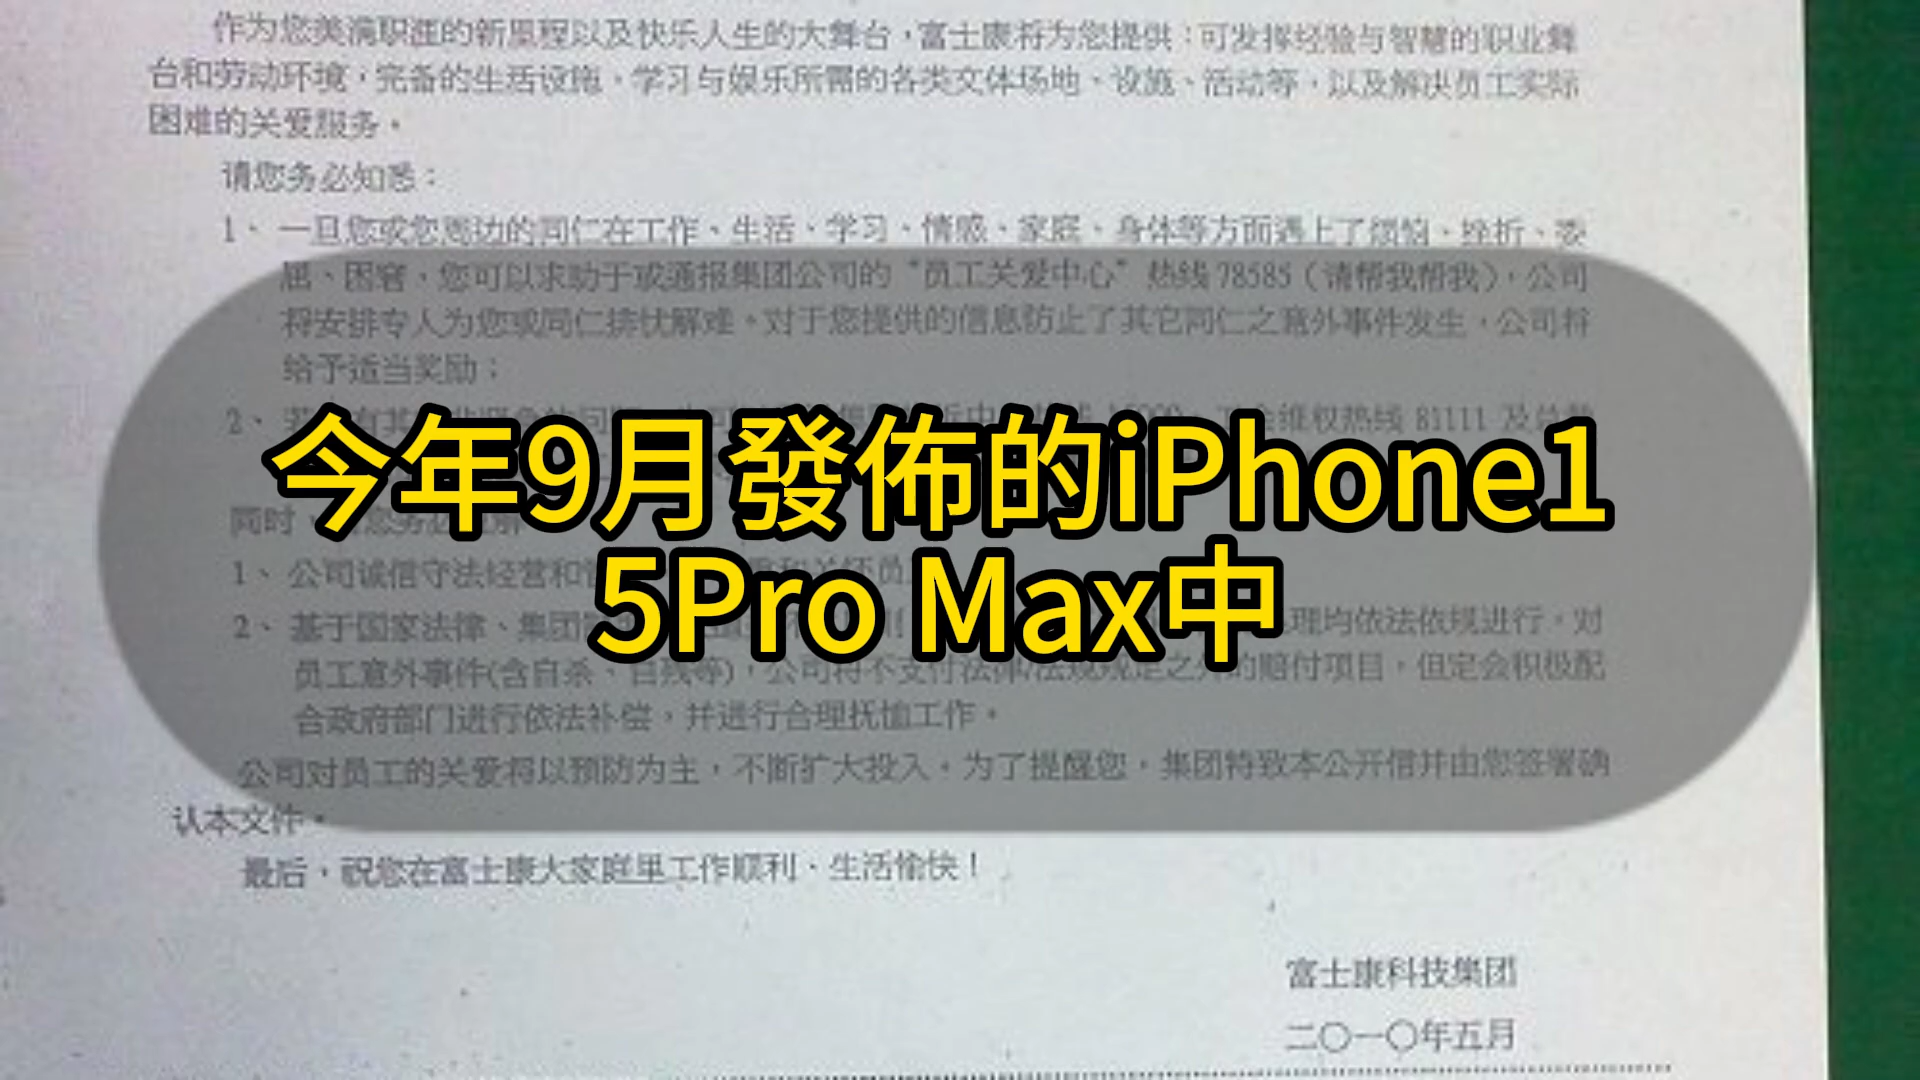 作为您美满职涯的新里程以及快乐人生的大舞台，富士康将为您提供：可发挥经验与智慧的职业舞
台和劳动环境，完备的生活设施，学习与娱乐所需的各类文体场地、设施、活动等，以及解决员工实际
困难的关爱服务。
请您务必知悉：
1、一旦您或您周边的同仁在工作、生活、学习、情感、家庭、身体等方面遇上了烦恼、挫折、委
屈、困窘，您可以求助于或通报集团公司的“员工关爱中心”热线78585（请帮我帮我），公司
将安排专人为您或同仁排忧解难。对于您提供的信息防止了其它同仁之意外事件发生，公司将
给予适当奖励；
2、维权热线 81111 及
今年9月發佈的iPhone1
5Pro Max中
同时
1、公司诚信守法经营和
2、基于国家法律、集团 理均依法依规进行，对
员工意外事件(含自杀、自残等)，公司将不支付法律/法规规定之外的赔付项目，但定会积极配
合政府部门进行依法补偿，并进行合理抚恤工作。
公司对员工的关爱将以预防为主，不断扩大投入。为了提醒您，集团特致本公开信并由您签署确
认本文件。
最后，祝您在富士康大家庭里工作顺利、生活愉快！
富士康科技集团
二〇一〇年五月